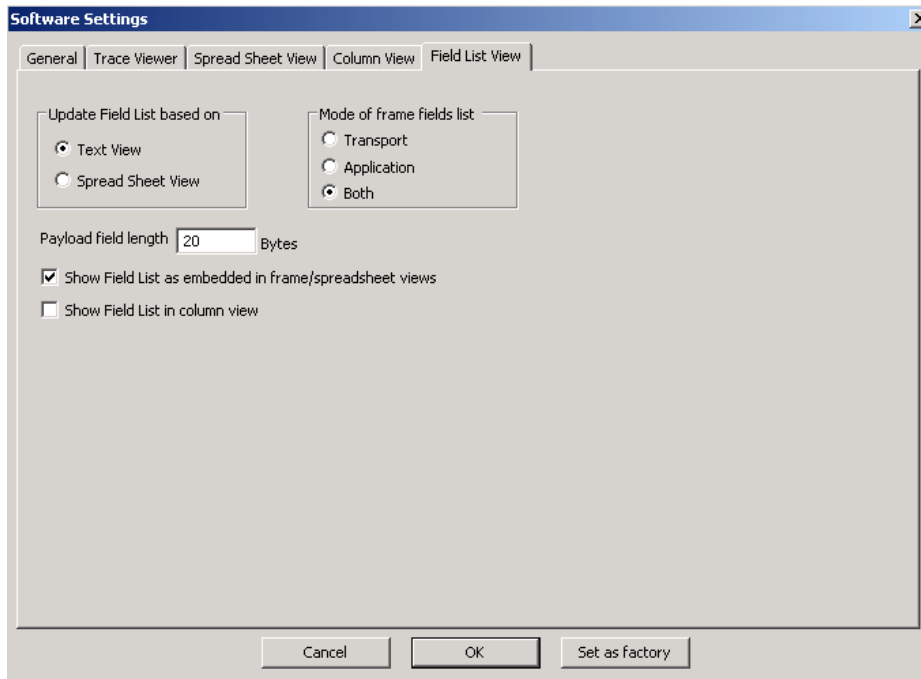 Software Settings
General Trace Viewer Spread Sheet View Column View Field List View
Update Field List based on
Text View
Spread Sheet View
Mode of frame fields list
Transport
Application
Both
Payload field length 20 Bytes
Show Field List as embedded in frame/spreadsheet views
Show Field List in column view
Cancel OK Set as factory